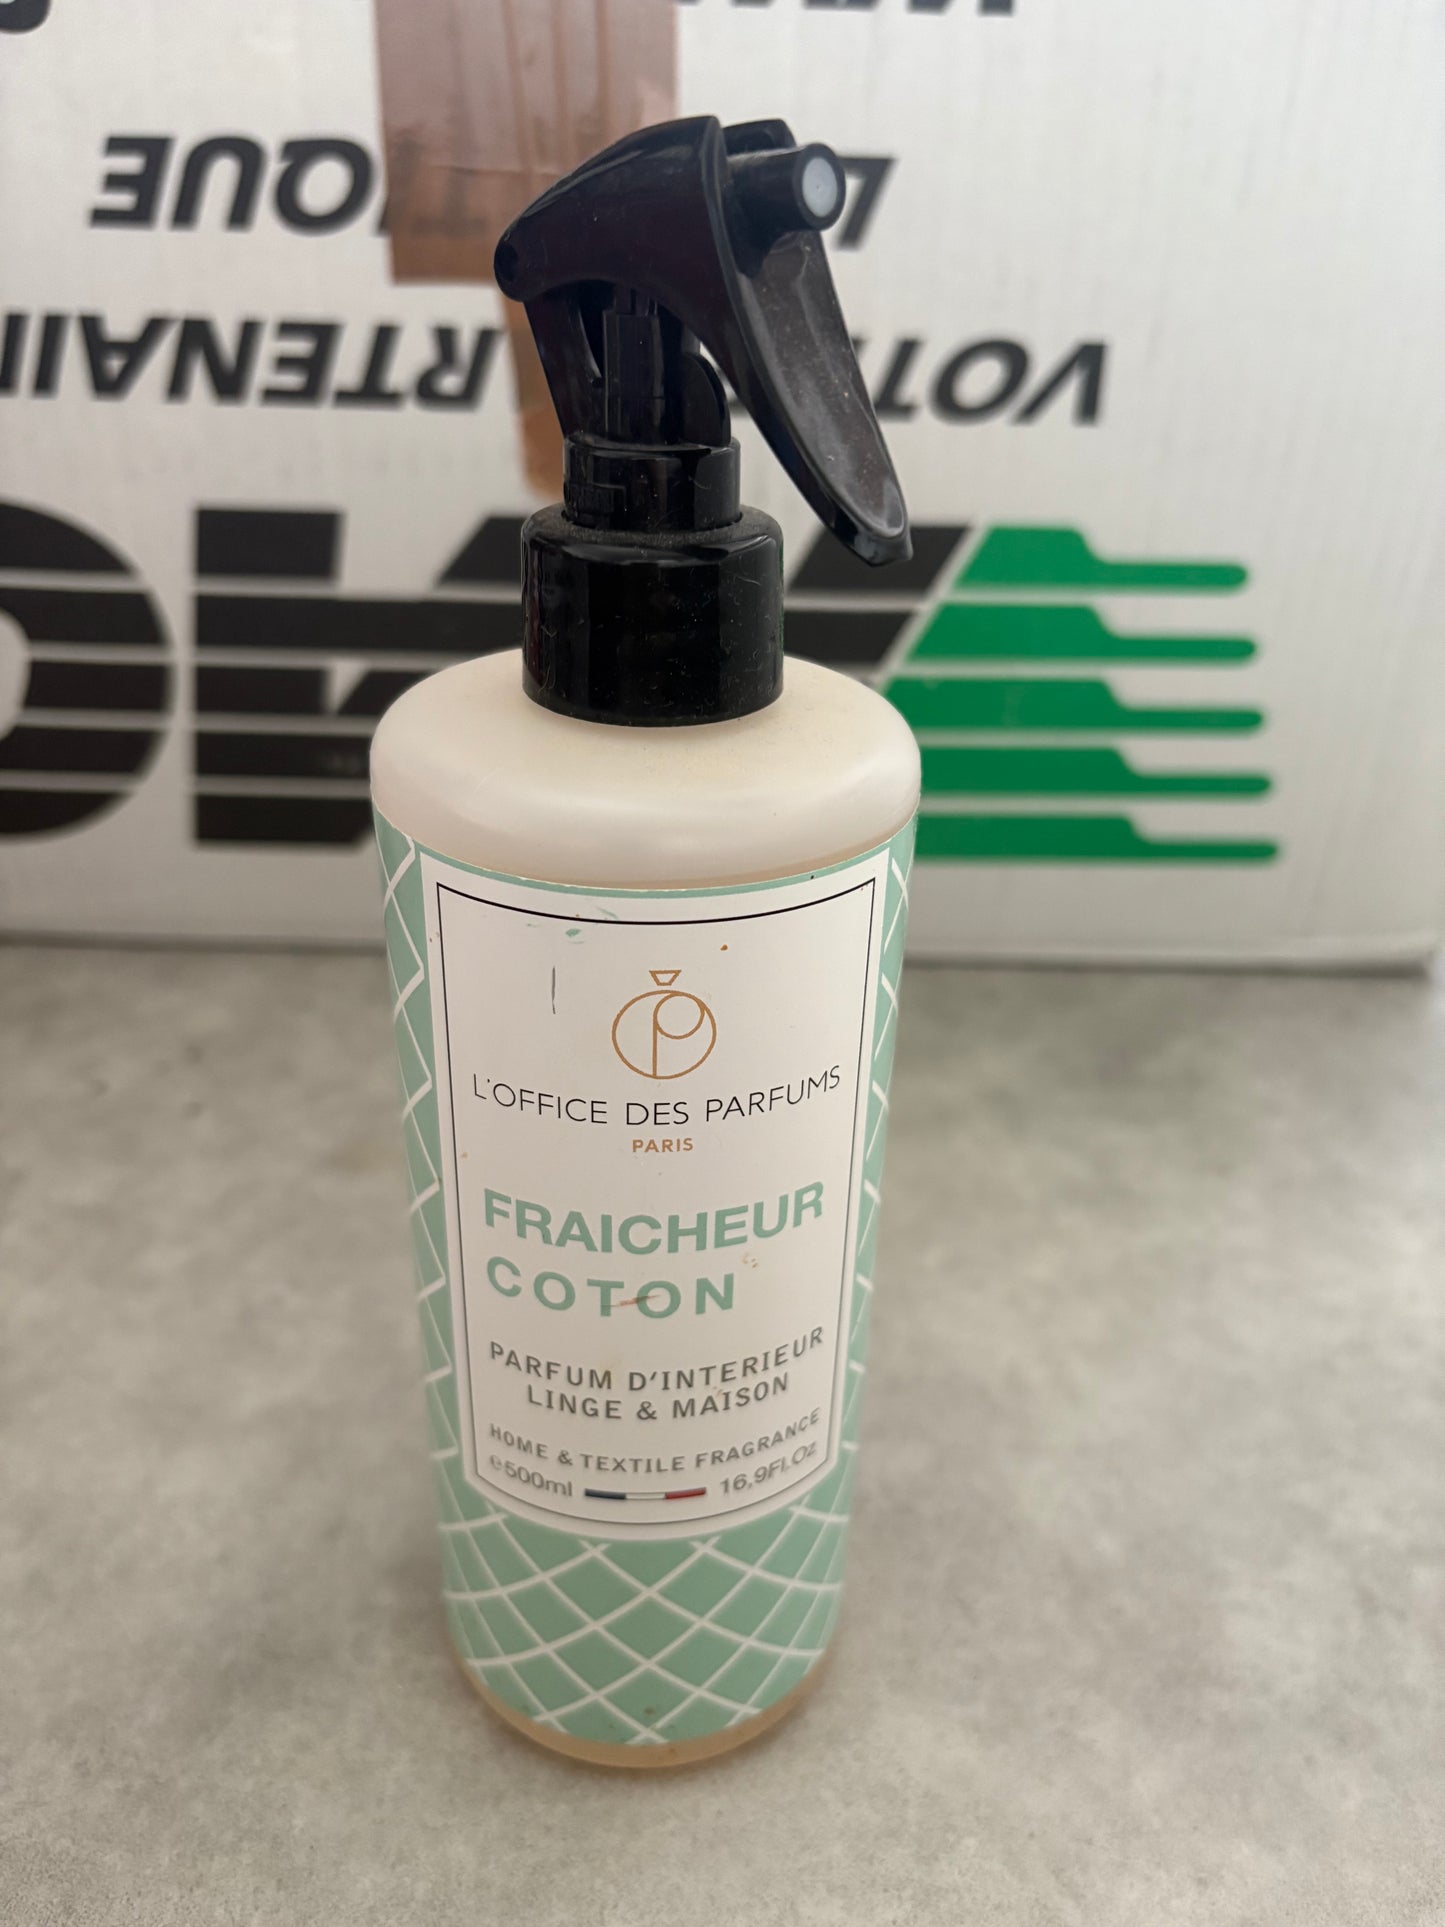 L'OFFICE DES PARFUMS
PARIS
FRAICHEUR
COTON
PARFUM D'INTERIEUR
LINGE & MAISON
HOME & TEXTILE FRAGRANCE
℮500ml 16,9Fl.Oz